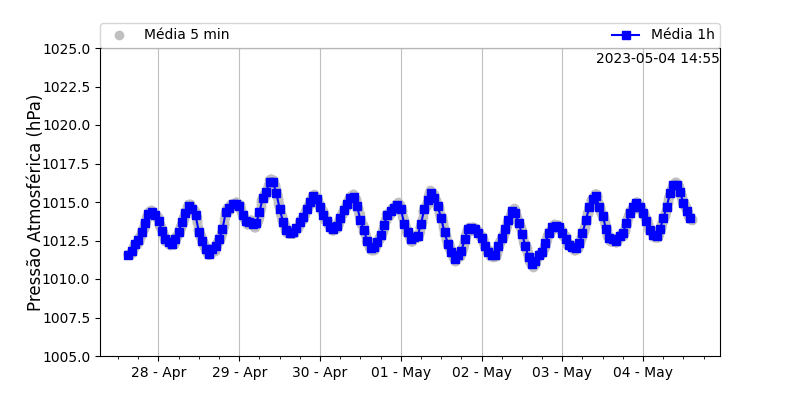 Média 5 min
Média 1h
2023-05-04 14:55
Pressão Atmosférica (hPa)
1025.0
1022.5
1020.0
1017.5
1015.0
1012.5
1010.0
1007.5
1005.0
28 - Apr
29 - Apr
30 - Apr
01 - May
02 - May
03 - May
04 - May